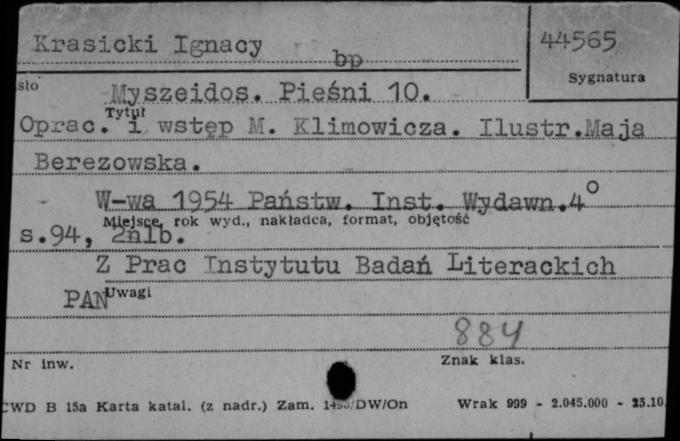 Krasicki Ignacy bp
44565
Sygnatura
sło
Myszeidos. Pieśni 10.
Tytuł
Oprac. i wstęp M. Klimowicza. Ilustr.Maja
Berezowska.
W-wa 1954 Państw. Inst. Wydawn.4°
Miejsce, rok wyd., nakładca, format, objętość
s.94, 2nlb.
Z Prac Instytutu Badań Literackich
PAN
Uwagi
884
Nr inw.
Znak klas.
CWD B 15a Karta katal. (z nadr.) Zam. /DW/On Wrak 999 - 2.045.000 - 25.10